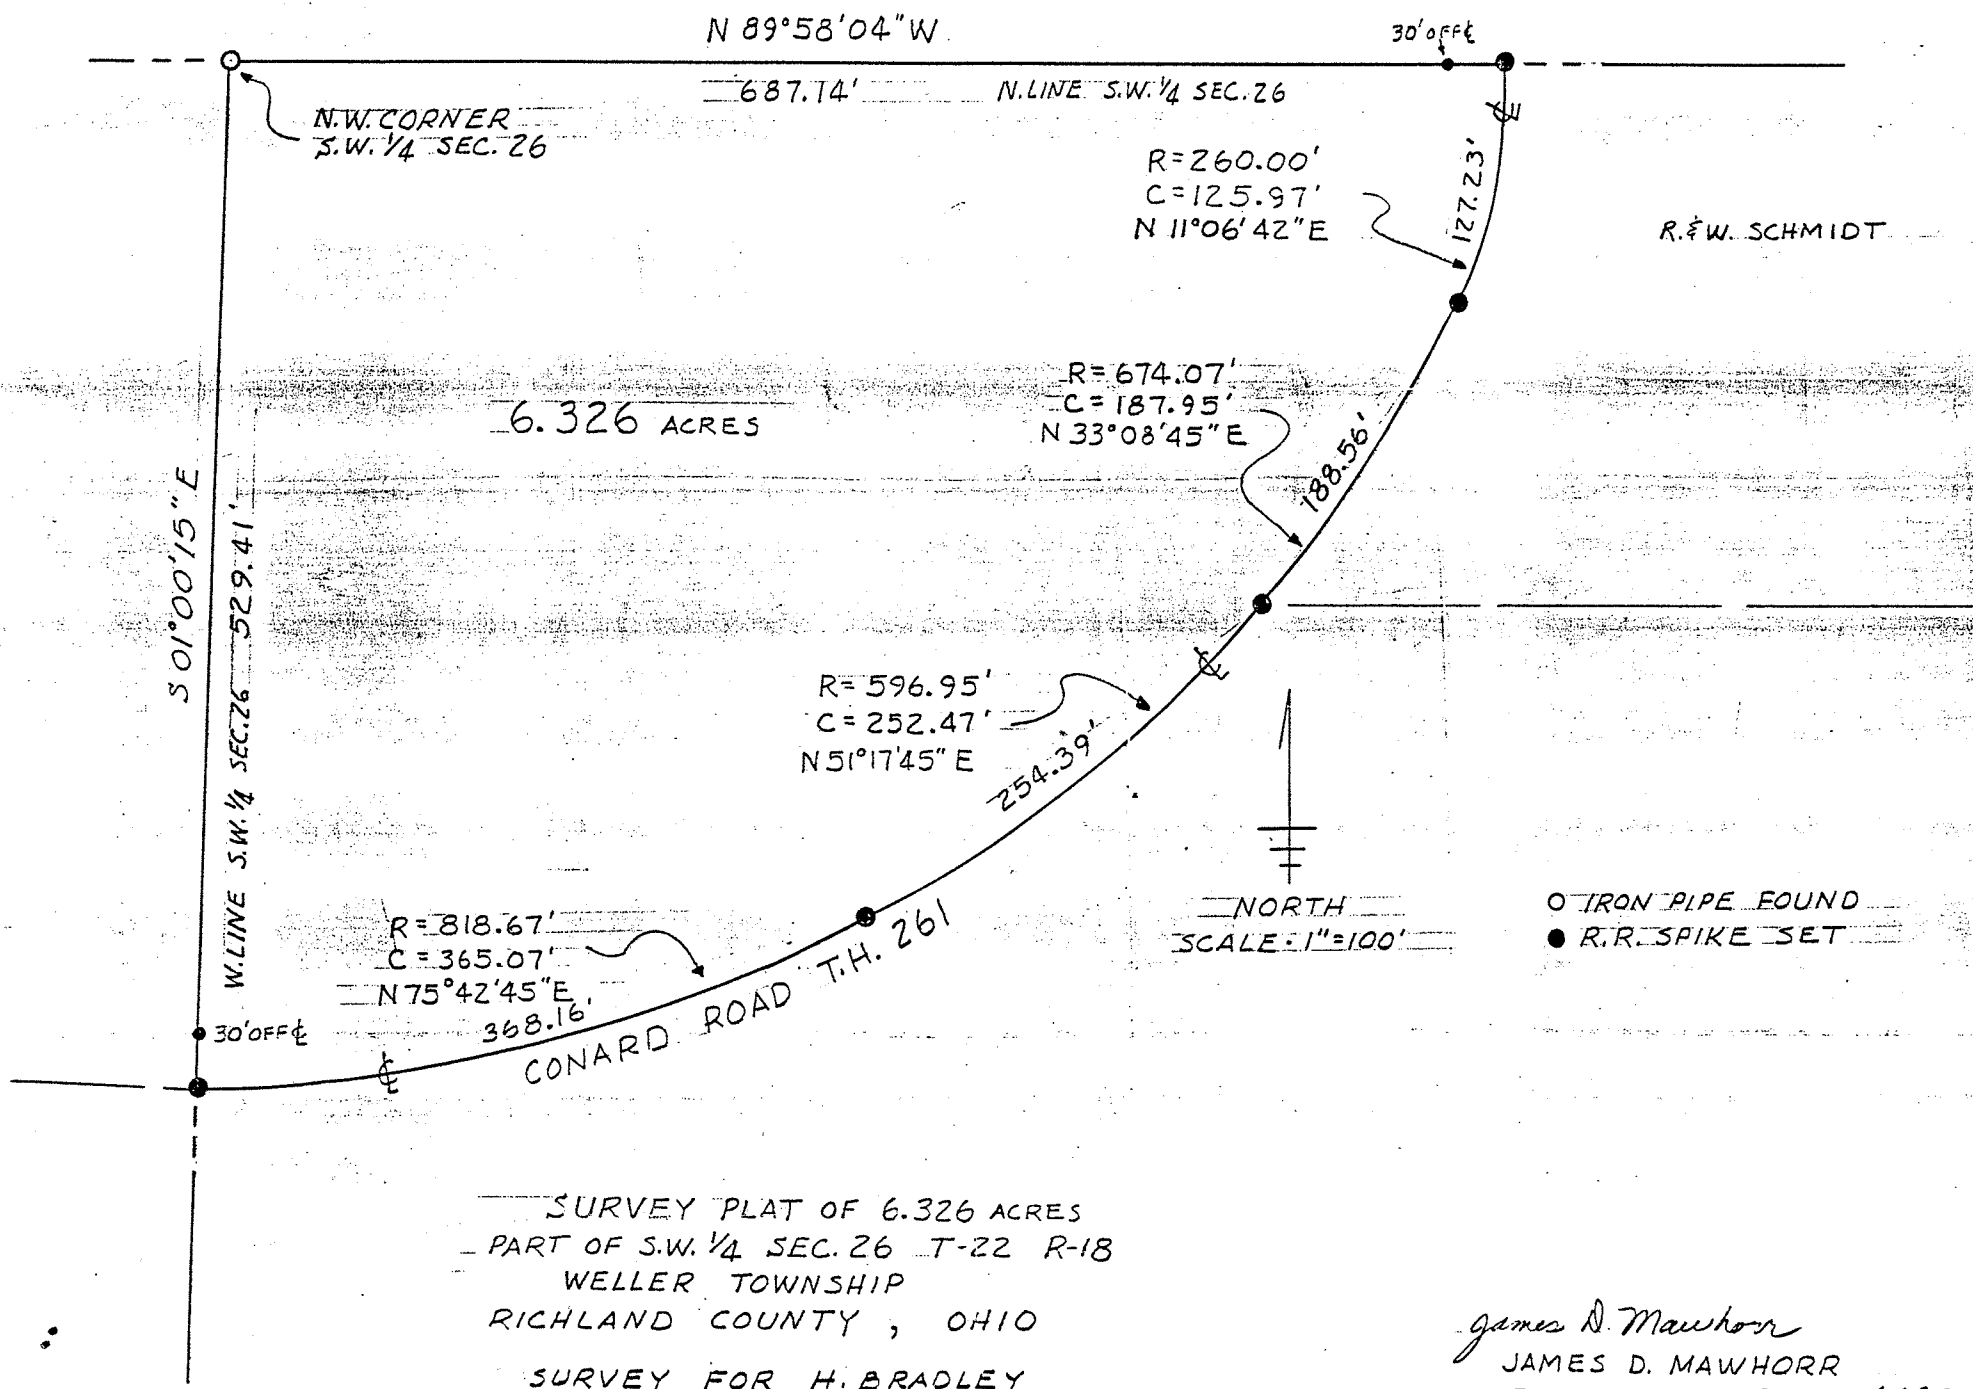 N 89°58'04"W
30' OFF ℄
687.14'
N. LINE S.W. 1/4 SEC. 26
N.W. CORNER
S.W. 1/4 SEC. 26
℄
R=260.00'
C=125.97'
N 11°06'42"E
127.23'
R. & W. SCHMIDT
R=674.07'
C=187.95'
N 33°08'45"E
188.56'
6.326 ACRES
S 01°00'15"E
W. LINE S.W. 1/4 SEC. 26 529.41'
℄
R=596.95'
C=252.47'
N 51°17'45"E
254.39'
NORTH
SCALE: 1"=100'
IRON PIPE FOUND
R.R. SPIKE SET
R=818.67'
C=365.07'
N 75°42'45"E
368.16'
30' OFF ℄
℄
CONARD ROAD T.H. 261
SURVEY PLAT OF 6.326 ACRES
PART OF S.W. 1/4 SEC. 26 T-22 R-18
WELLER TOWNSHIP
RICHLAND COUNTY, OHIO
SURVEY FOR H. BRADLEY
James D. Mawhorr
JAMES D. MAWHORR